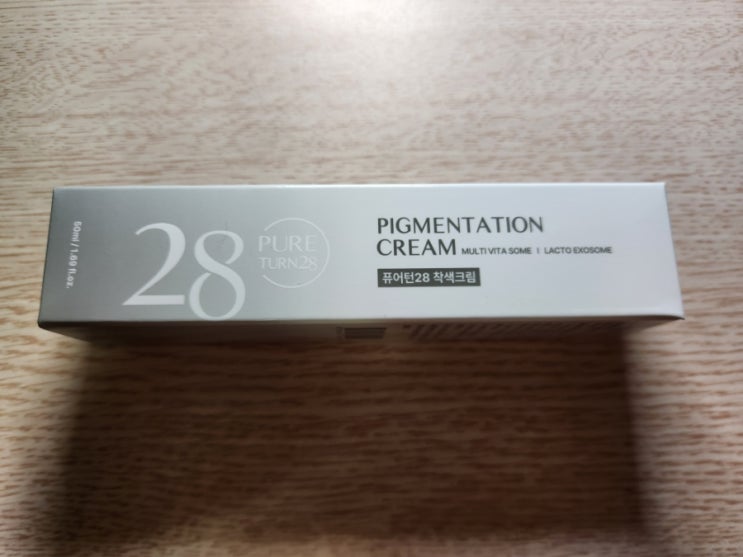 50ml / 1.69 fl.oz.
28
PURE
TURN28
PIGMENTATION
CREAM MULTI VITA SOME I LACTO EXOSOME
퓨어턴28 착색크림